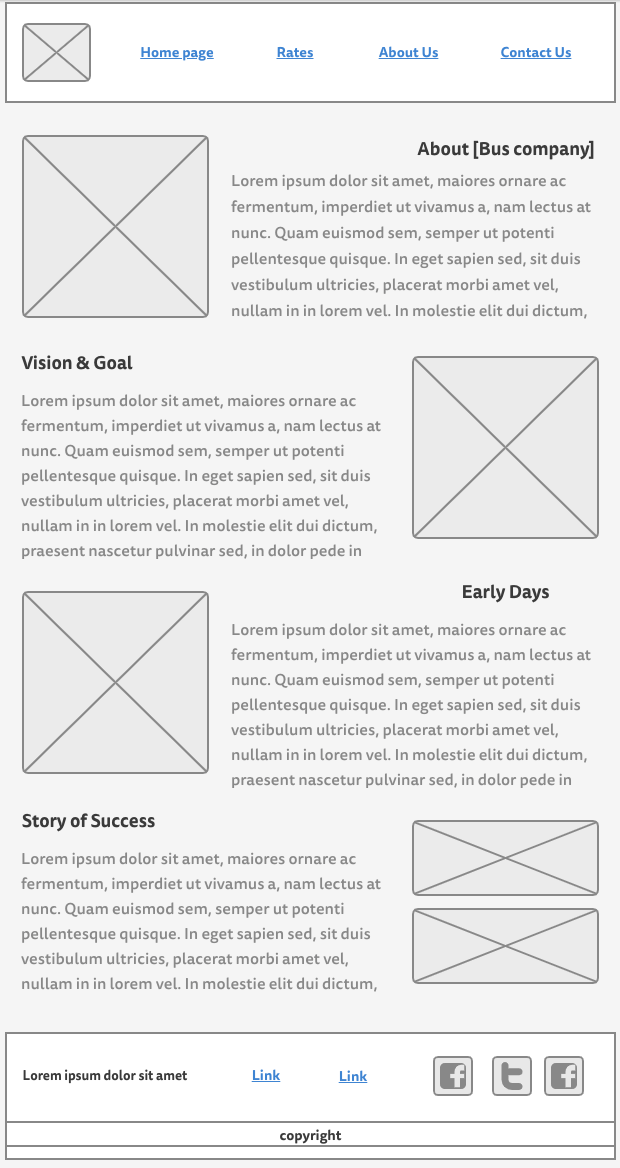 Home page Rates About Us Contact Us
About [Bus company]
Lorem ipsum dolor sit amet, maiores ornare ac
fermentum, imperdiet ut vivamus a, nam lectus at
nunc. Quam euismod sem, semper ut potenti
pellentesque quisque. In eget sapien sed, sit duis
vestibulum ultricies, placerat morbi amet vel,
nullam in in lorem vel. In molestie elit dui dictum,
Vision & Goal
Lorem ipsum dolor sit amet, maiores ornare ac
fermentum, imperdiet ut vivamus a, nam lectus at
nunc. Quam euismod sem, semper ut potenti
pellentesque quisque. In eget sapien sed, sit duis
vestibulum ultricies, placerat morbi amet vel,
nullam in in lorem vel. In molestie elit dui dictum,
praesent nascetur pulvinar sed, in dolor pede in
Early Days
Lorem ipsum dolor sit amet, maiores ornare ac
fermentum, imperdiet ut vivamus a, nam lectus at
nunc. Quam euismod sem, semper ut potenti
pellentesque quisque. In eget sapien sed, sit duis
vestibulum ultricies, placerat morbi amet vel,
nullam in in lorem vel. In molestie elit dui dictum,
praesent nascetur pulvinar sed, in dolor pede in
Story of Success
Lorem ipsum dolor sit amet, maiores ornare ac
fermentum, imperdiet ut vivamus a, nam lectus at
nunc. Quam euismod sem, semper ut potenti
pellentesque quisque. In eget sapien sed, sit duis
vestibulum ultricies, placerat morbi amet vel,
nullam in in lorem vel. In molestie elit dui dictum,
Lorem ipsum dolor sit amet Link Link
copyright